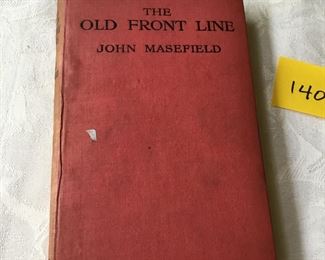 THE
OLD FRONT LINE
JOHN MASEFIELD
140